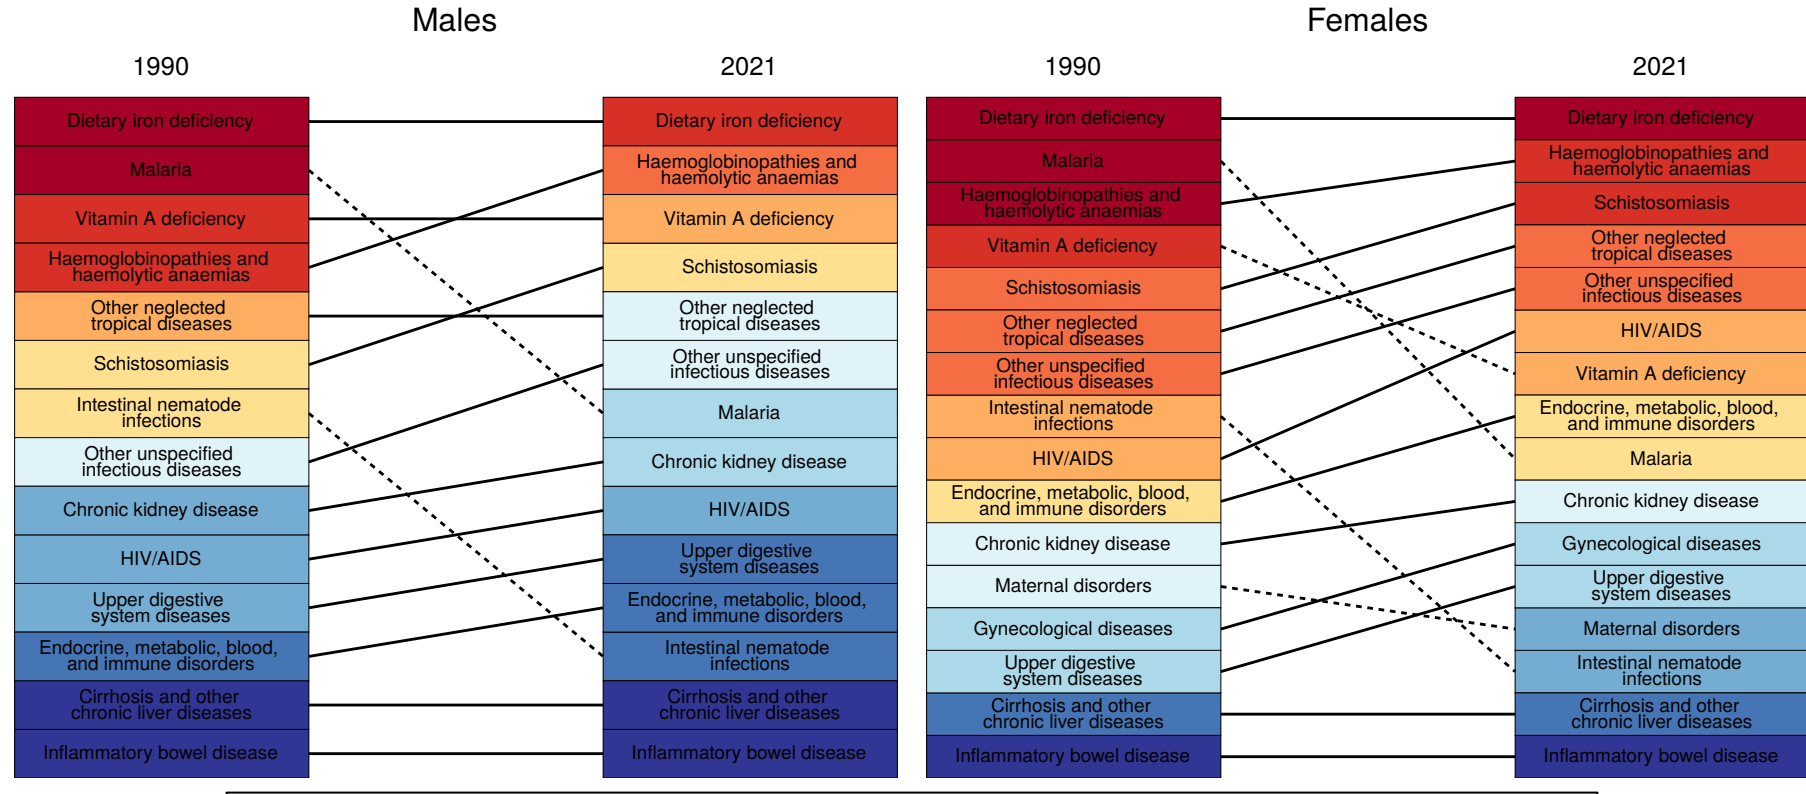 Males
1990
2021
Dietary iron deficiency
Malaria
Vitamin A deficiency
Haemoglobinopathies and
haemolytic anaemias
Other neglected
tropical diseases
Schistosomiasis
Intestinal nematode
infections
Other unspecified
infectious diseases
Chronic kidney disease
HIV/AIDS
Upper digestive
system diseases
Endocrine, metabolic, blood,
and immune disorders
Cirrhosis and other
chronic liver diseases
Inflammatory bowel disease
Dietary iron deficiency
Haemoglobinopathies and
haemolytic anaemias
Vitamin A deficiency
Schistosomiasis
Other neglected
tropical diseases
Other unspecified
infectious diseases
Malaria
Chronic kidney disease
HIV/AIDS
Upper digestive
system diseases
Endocrine, metabolic, blood,
and immune disorders
Intestinal nematode
infections
Cirrhosis and other
chronic liver diseases
Inflammatory bowel disease
Females
1990
2021
Dietary iron deficiency
Malaria
Haemoglobinopathies and
haemolytic anaemias
Vitamin A deficiency
Schistosomiasis
Other neglected
tropical diseases
Other unspecified
infectious diseases
Intestinal nematode
infections
HIV/AIDS
Endocrine, metabolic, blood,
and immune disorders
Chronic kidney disease
Maternal disorders
Gynecological diseases
Upper digestive
system diseases
Cirrhosis and other
chronic liver diseases
Inflammatory bowel disease
Dietary iron deficiency
Haemoglobinopathies and
haemolytic anaemias
Schistosomiasis
Other neglected
tropical diseases
Other unspecified
infectious diseases
HIV/AIDS
Vitamin A deficiency
Endocrine, metabolic, blood,
and immune disorders
Malaria
Chronic kidney disease
Gynecological diseases
Upper digestive
system diseases
Maternal disorders
Intestinal nematode
infections
Cirrhosis and other
chronic liver diseases
Inflammatory bowel disease